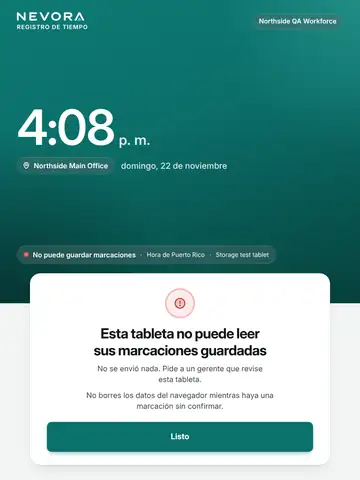 NEVORA
REGISTRO DE TIEMPO
Northside QA Workforce
4:08 p. m.
Northside Main Office
domingo, 22 de noviembre
No puede guardar marcaciones · Hora de Puerto Rico · Storage test tablet
Esta tableta no puede leer
sus marcaciones guardadas
No se envió nada. Pide a un gerente que revise
esta tableta.
No borres los datos del navegador mientras haya una
marcación sin confirmar.
Listo